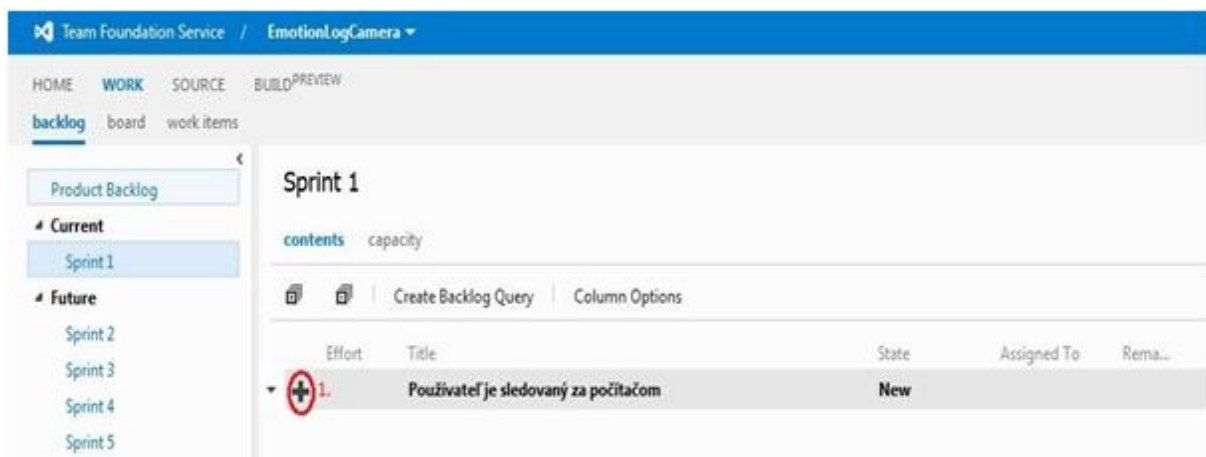 Team Foundation Service / EmotionLogCamera
HOME WORK SOURCE BUILD PREVIEW
backlog board work items
Product Backlog
Current
Sprint 1
Future
Sprint 2
Sprint 3
Sprint 4
Sprint 5
Sprint 1
contents capacity
Create Backlog Query Column Options
Effort Title State Assigned To Rema...
1. Používateľ je sledovaný za počítačom New